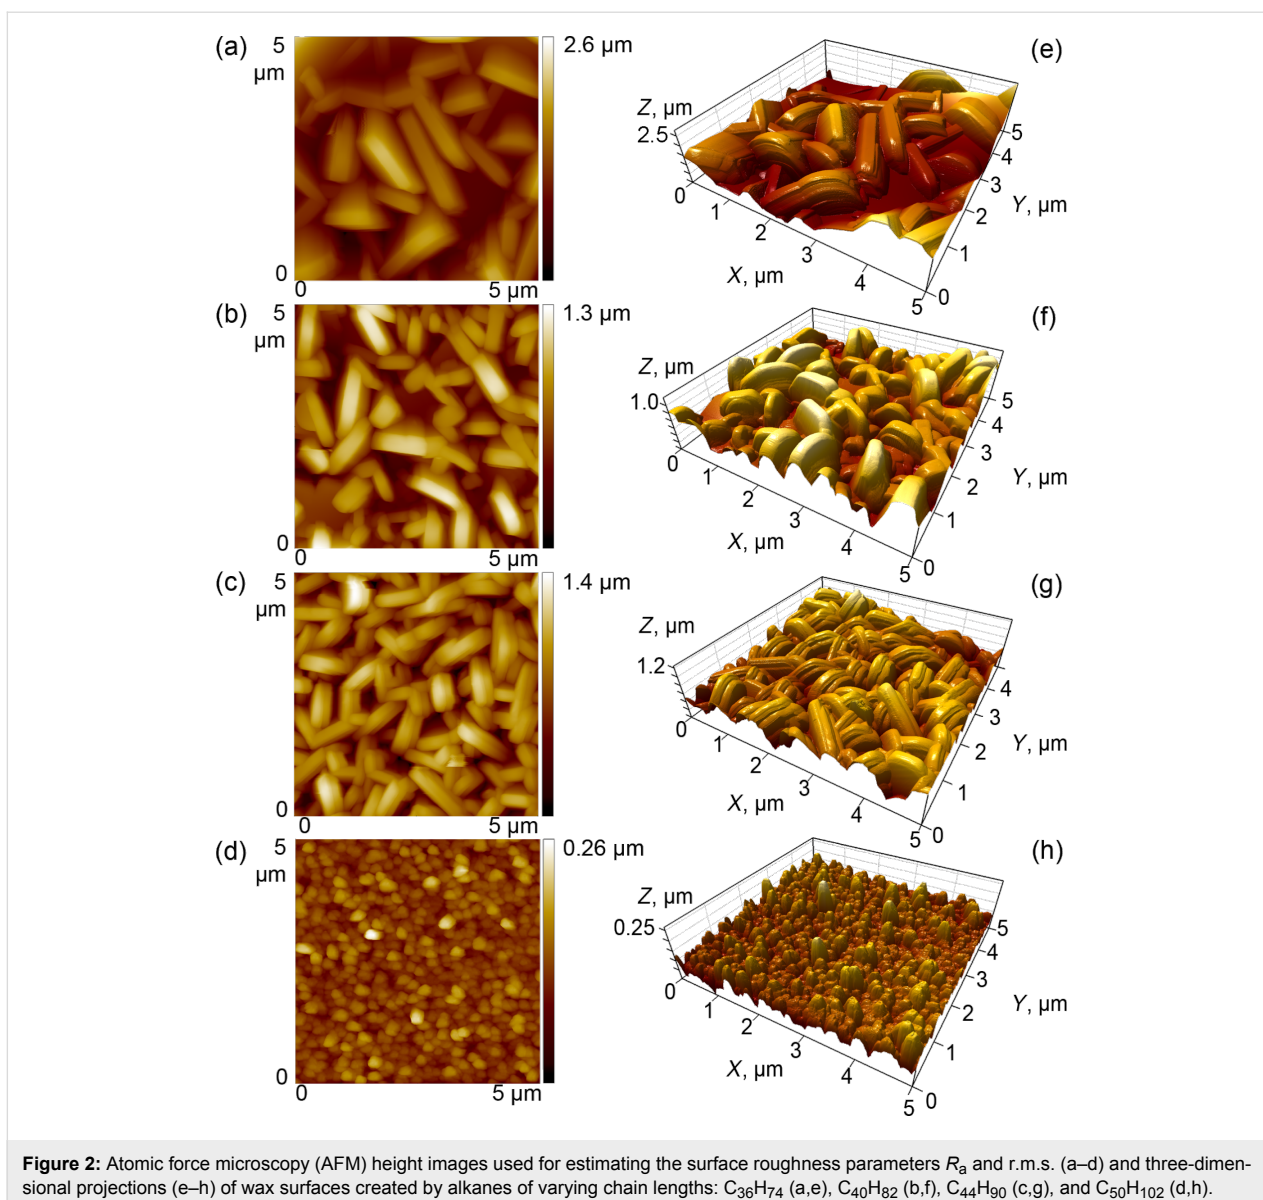 (a)
5
µm
2.6 µm
0
0
5 µm
(e)
Z, µm
2.5
0
1
2
3
4
5
X, µm
0
1
2
3
4
5
Y, µm
(b)
5
µm
1.3 µm
0
0
5 µm
(f)
Z, µm
1.0
0
1
2
3
4
5
X, µm
0
1
2
3
4
5
Y, µm
(c)
5
µm
1.4 µm
0
0
5 µm
(g)
Z, µm
1.2
0
1
2
3
4
5
X, µm
0
1
2
3
4
Y, µm
(d)
5
µm
0.26 µm
0
0
5 µm
(h)
Z, µm
0.25
0
1
2
3
4
5
X, µm
0
1
2
3
4
5
Y, µm
Figure 2: Atomic force microscopy (AFM) height images used for estimating the surface roughness parameters Ra and r.m.s. (a–d) and three-dimen-
sional projections (e–h) of wax surfaces created by alkanes of varying chain lengths: C36H74 (a,e), C40H82 (b,f), C44H90 (c,g), and C50H102 (d,h).